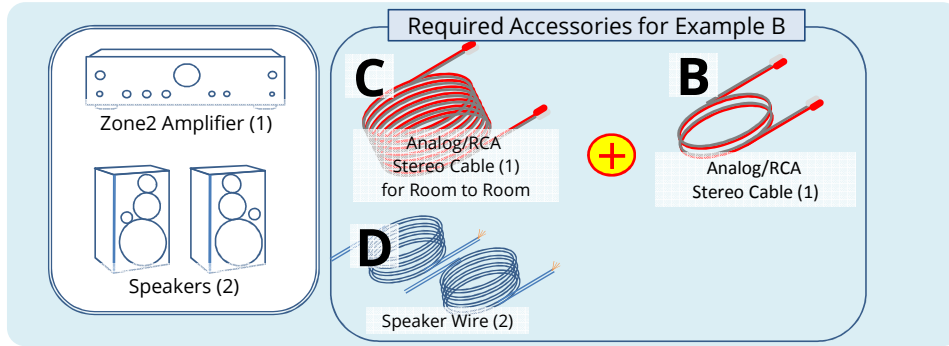 Required Accessories for Example B
Zone2 Amplifier (1)
Speakers (2)
C
Analog/RCA
Stereo Cable (1)
for Room to Room
+
B
Analog/RCA
Stereo Cable (1)
D
Speaker Wire (2)